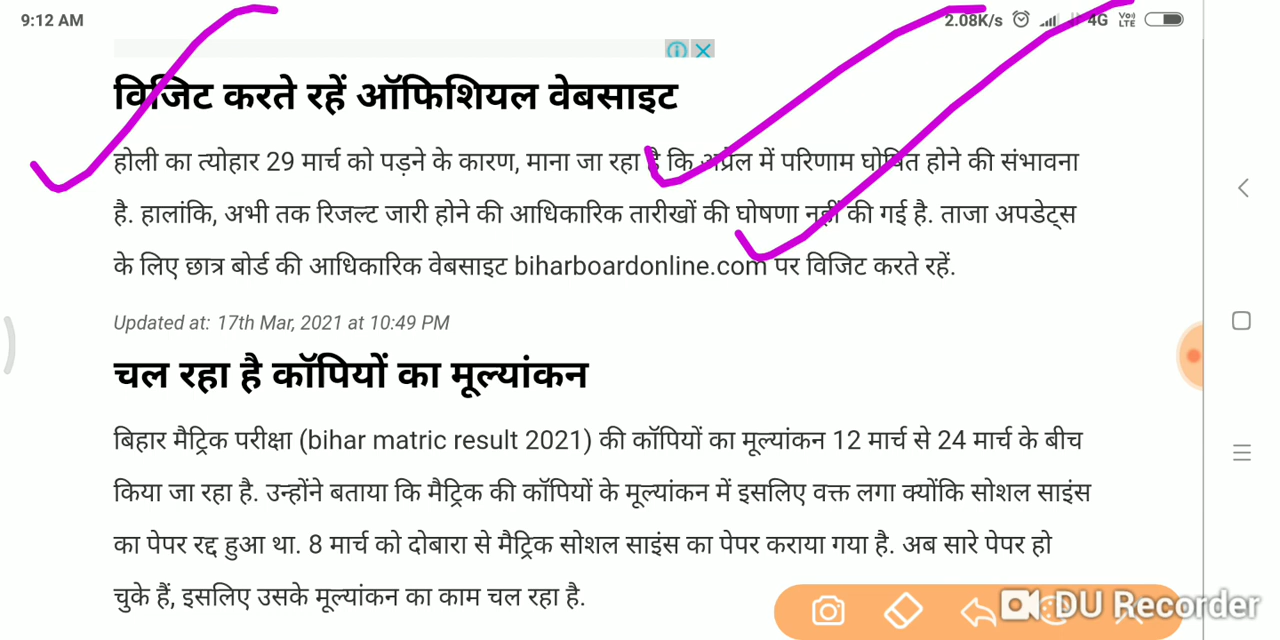 9:12 AM
2.08K/s 4G VoLTE
विजिट करते रहें ऑफिशियल वेबसाइट
होली का त्योहार 29 मार्च को पड़ने के कारण, माना जा रहा है कि अप्रैल में परिणाम घोषित होने की संभावना
है. हालांकि, अभी तक रिजल्ट जारी होने की आधिकारिक तारीखों की घोषणा नहीं की गई है. ताजा अपडेट्स
के लिए छात्र बोर्ड की आधिकारिक वेबसाइट biharboardonline.com पर विजिट करते रहें.
Updated at: 17th Mar, 2021 at 10:49 PM
चल रहा है कॉपियों का मूल्यांकन
बिहार मैट्रिक परीक्षा (bihar matric result 2021) की कॉपियों का मूल्यांकन 12 मार्च से 24 मार्च के बीच
किया जा रहा है. उन्होंने बताया कि मैट्रिक की कॉपियों के मूल्यांकन में इसलिए वक्त लगा क्योंकि सोशल साइंस
का पेपर रद्द हुआ था. 8 मार्च को दोबारा से मैट्रिक सोशल साइंस का पेपर कराया गया है. अब सारे पेपर हो
चुके हैं, इसलिए उसके मूल्यांकन का काम चल रहा है.
DU Recorder